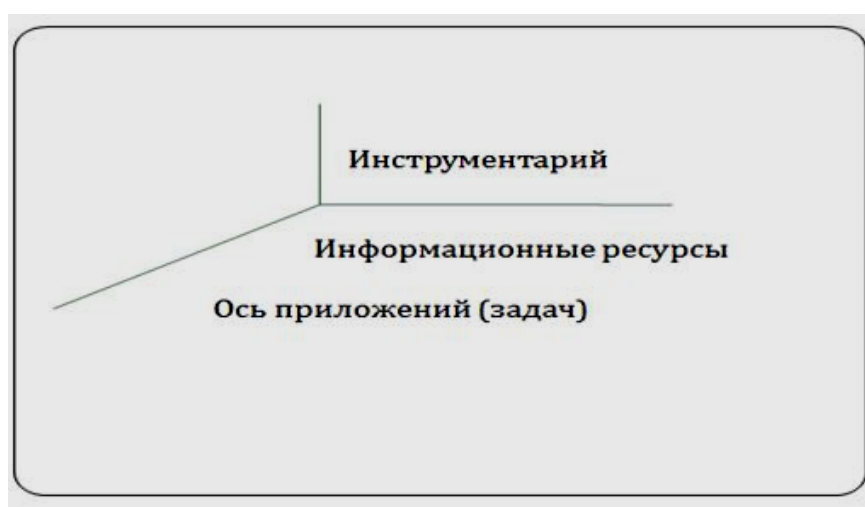 Инструментарий
Информационные ресурсы
Ось приложений (задач)